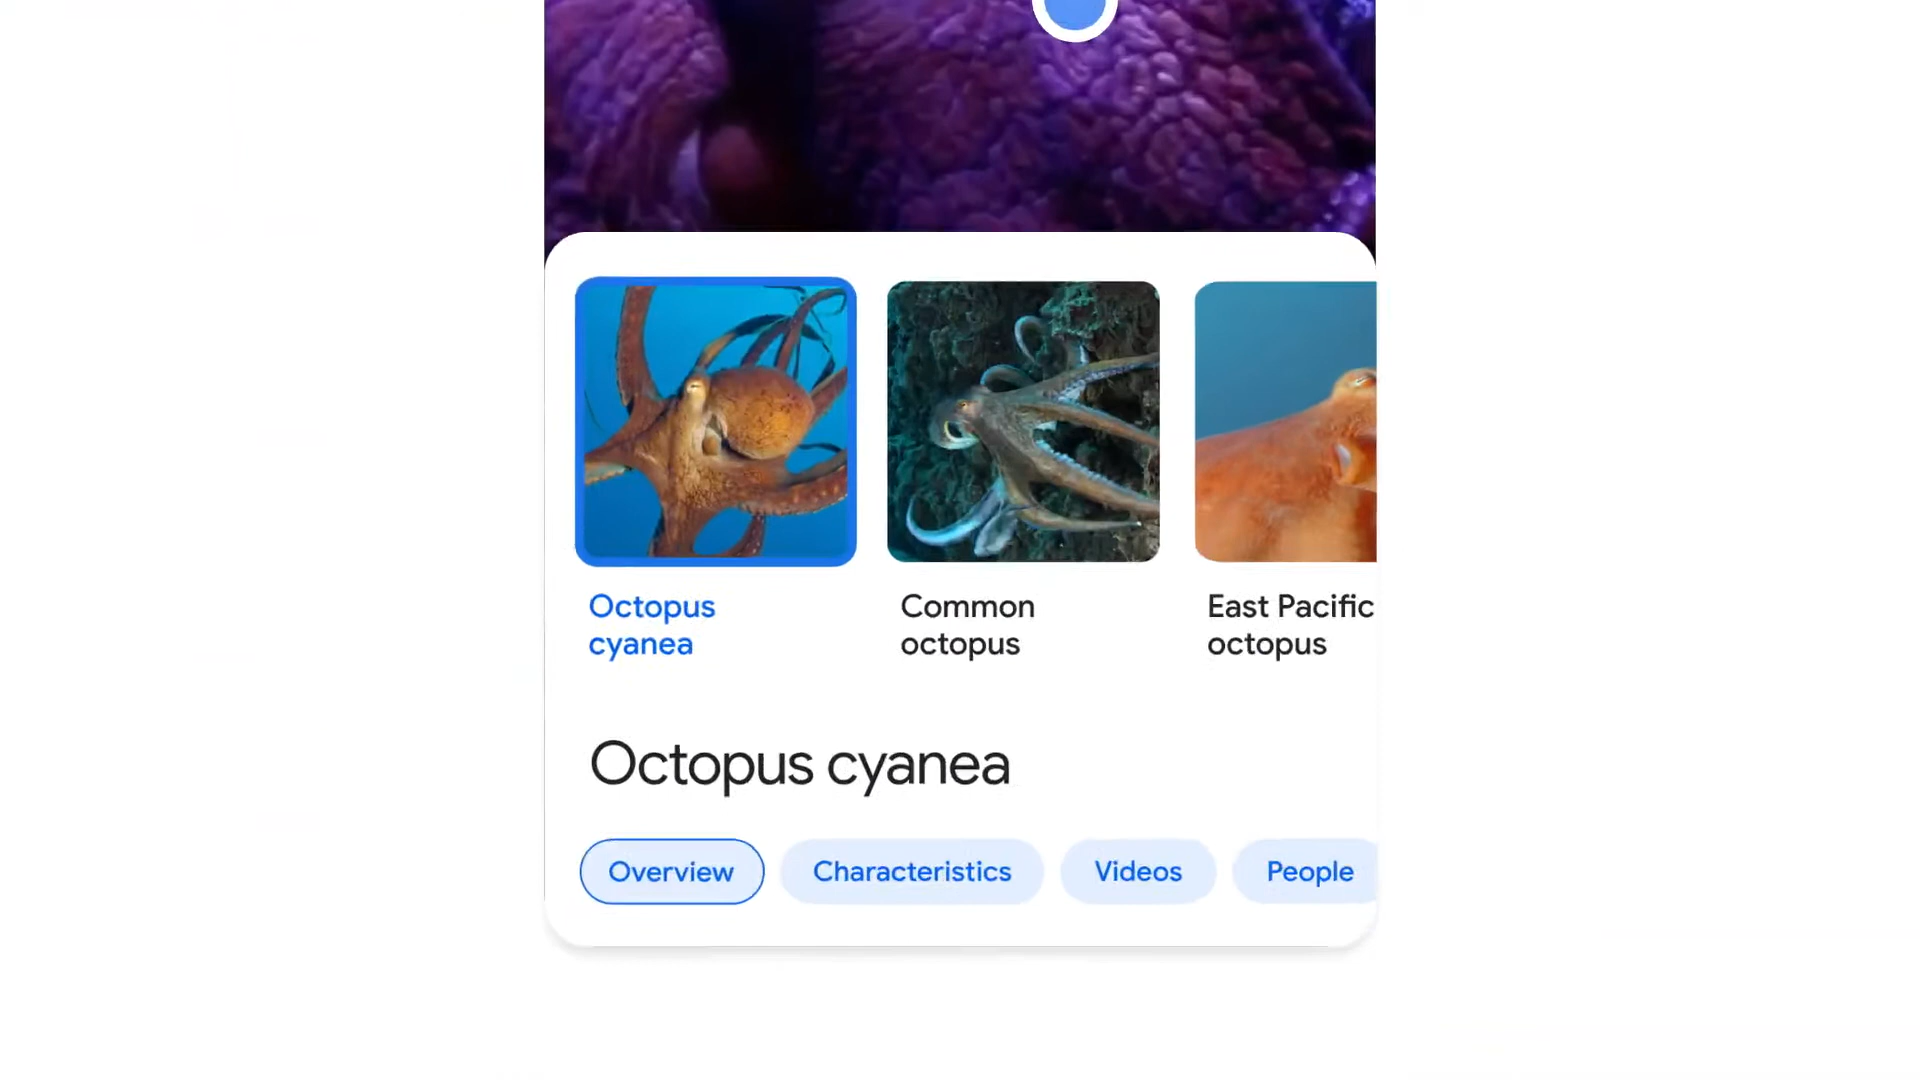 Octopus
cyanea
Common
octopus
East Pacific
octopus
Octopus cyanea
Overview
Characteristics
Videos
People